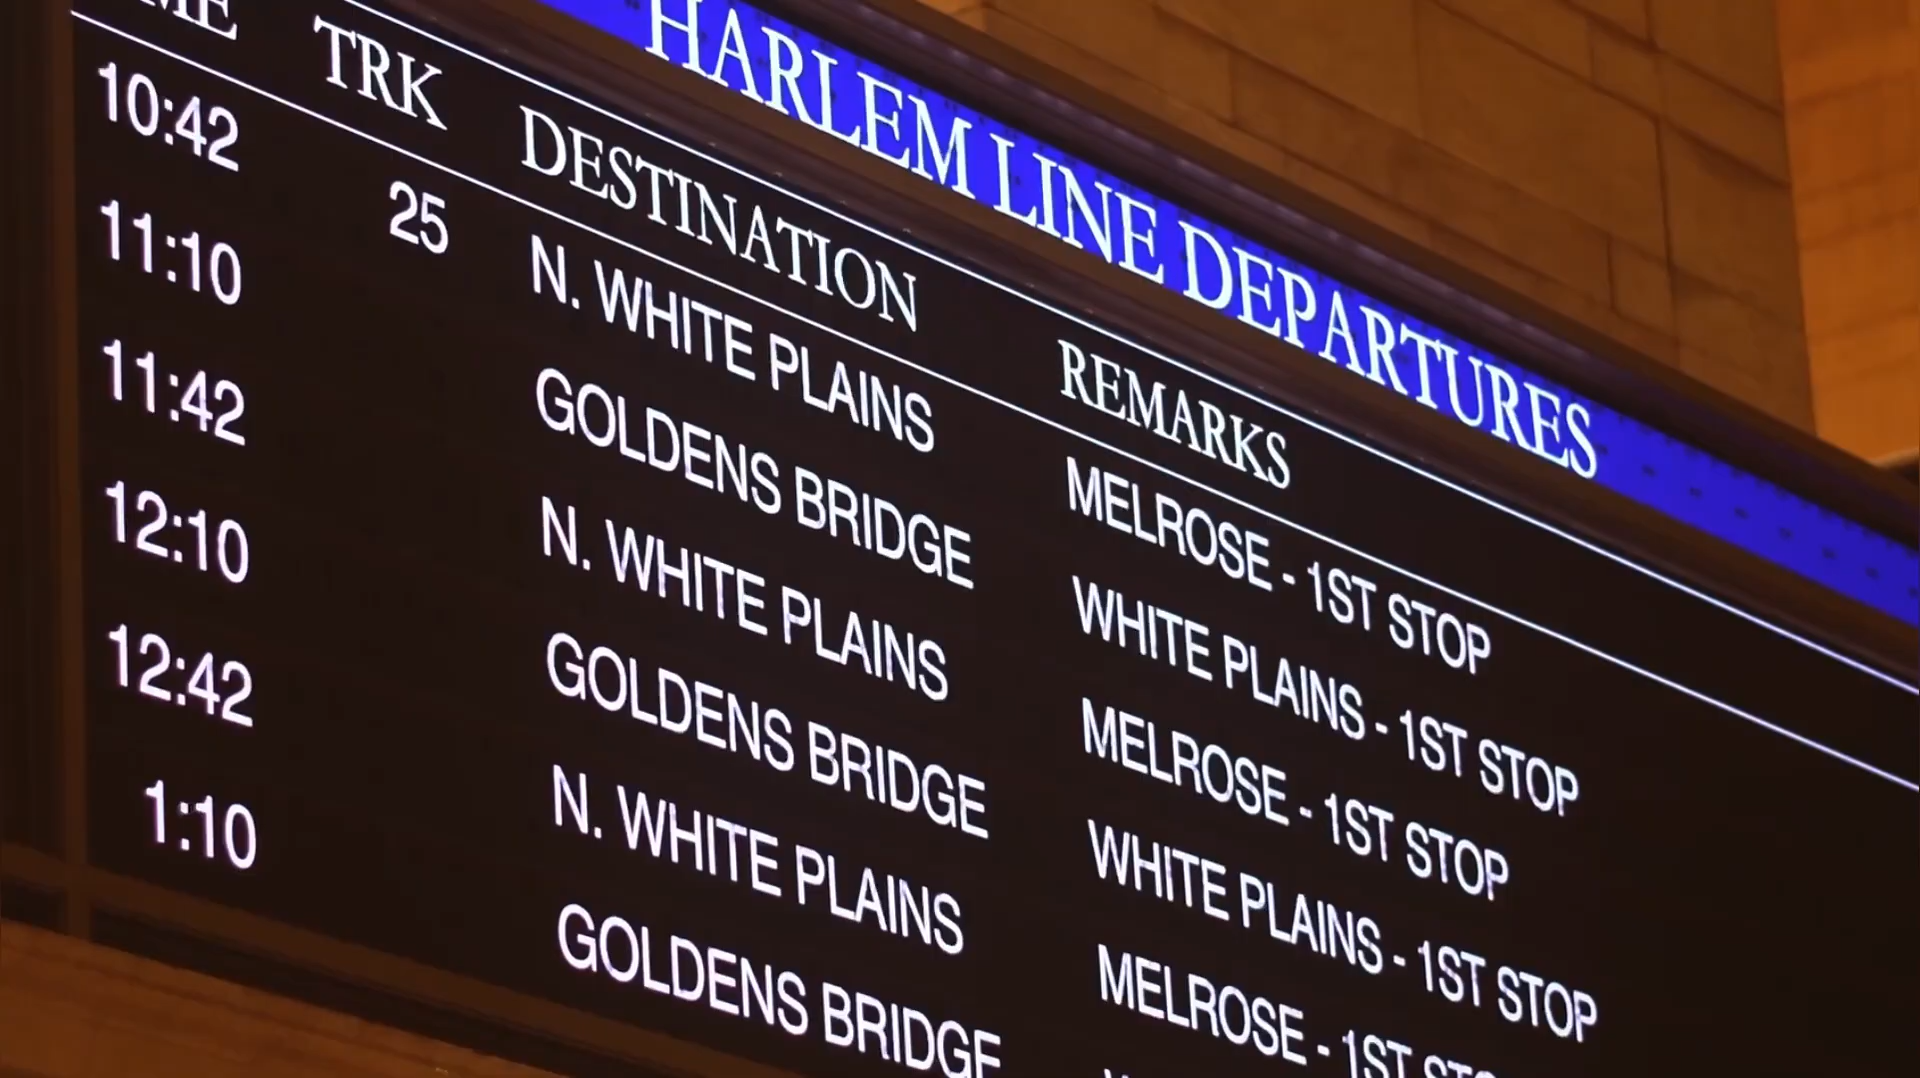 HARLEM LINE DEPARTURES
TRK DESTINATION REMARKS
10:42 25 N. WHITE PLAINS MELROSE - 1ST STOP
11:10 GOLDENS BRIDGE WHITE PLAINS - 1ST STOP
11:42 N. WHITE PLAINS MELROSE - 1ST STOP
12:10 GOLDENS BRIDGE WHITE PLAINS - 1ST STOP
12:42 N. WHITE PLAINS MELROSE - 1ST
1:10 GOLDENS BRIDGE